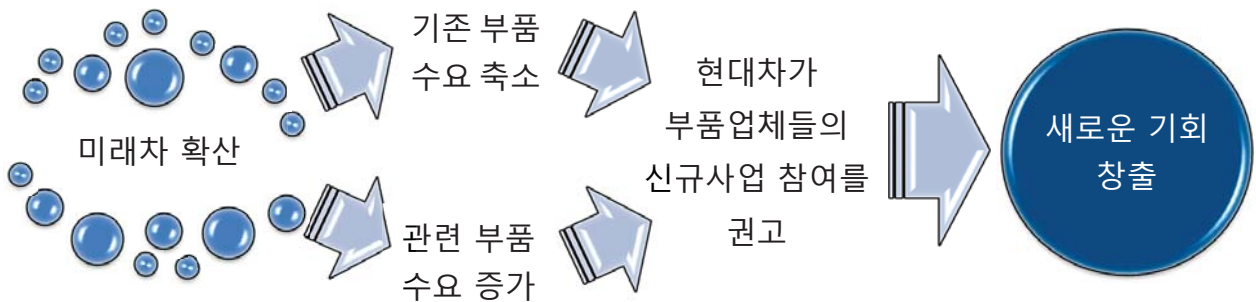 미래차 확산
기존 부품
수요 축소
관련 부품
수요 증가
현대차가
부품업체들의
신규사업 참여를
권고
새로운 기회
창출